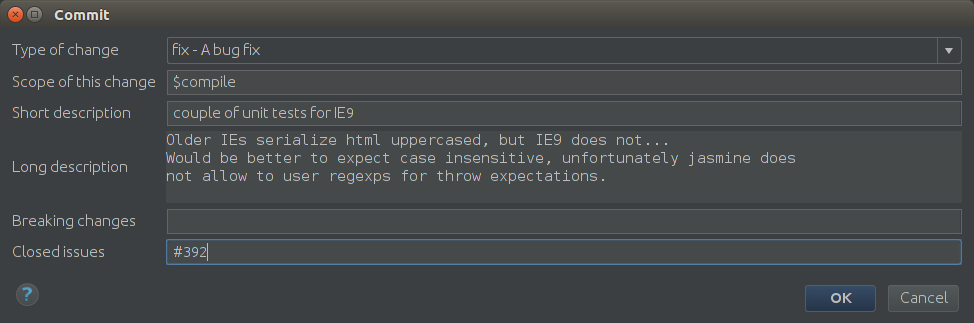 Commit
Type of change fix - A bug fix
Scope of this change $compile
Short description couple of unit tests for IE9
Long description
Older IEs serialize html uppercased, but IE9 does not...
Would be better to expect case insensitive, unfortunately jasmine does
not allow to user regexps for throw expectations.
Breaking changes
Closed issues #392
? OK Cancel